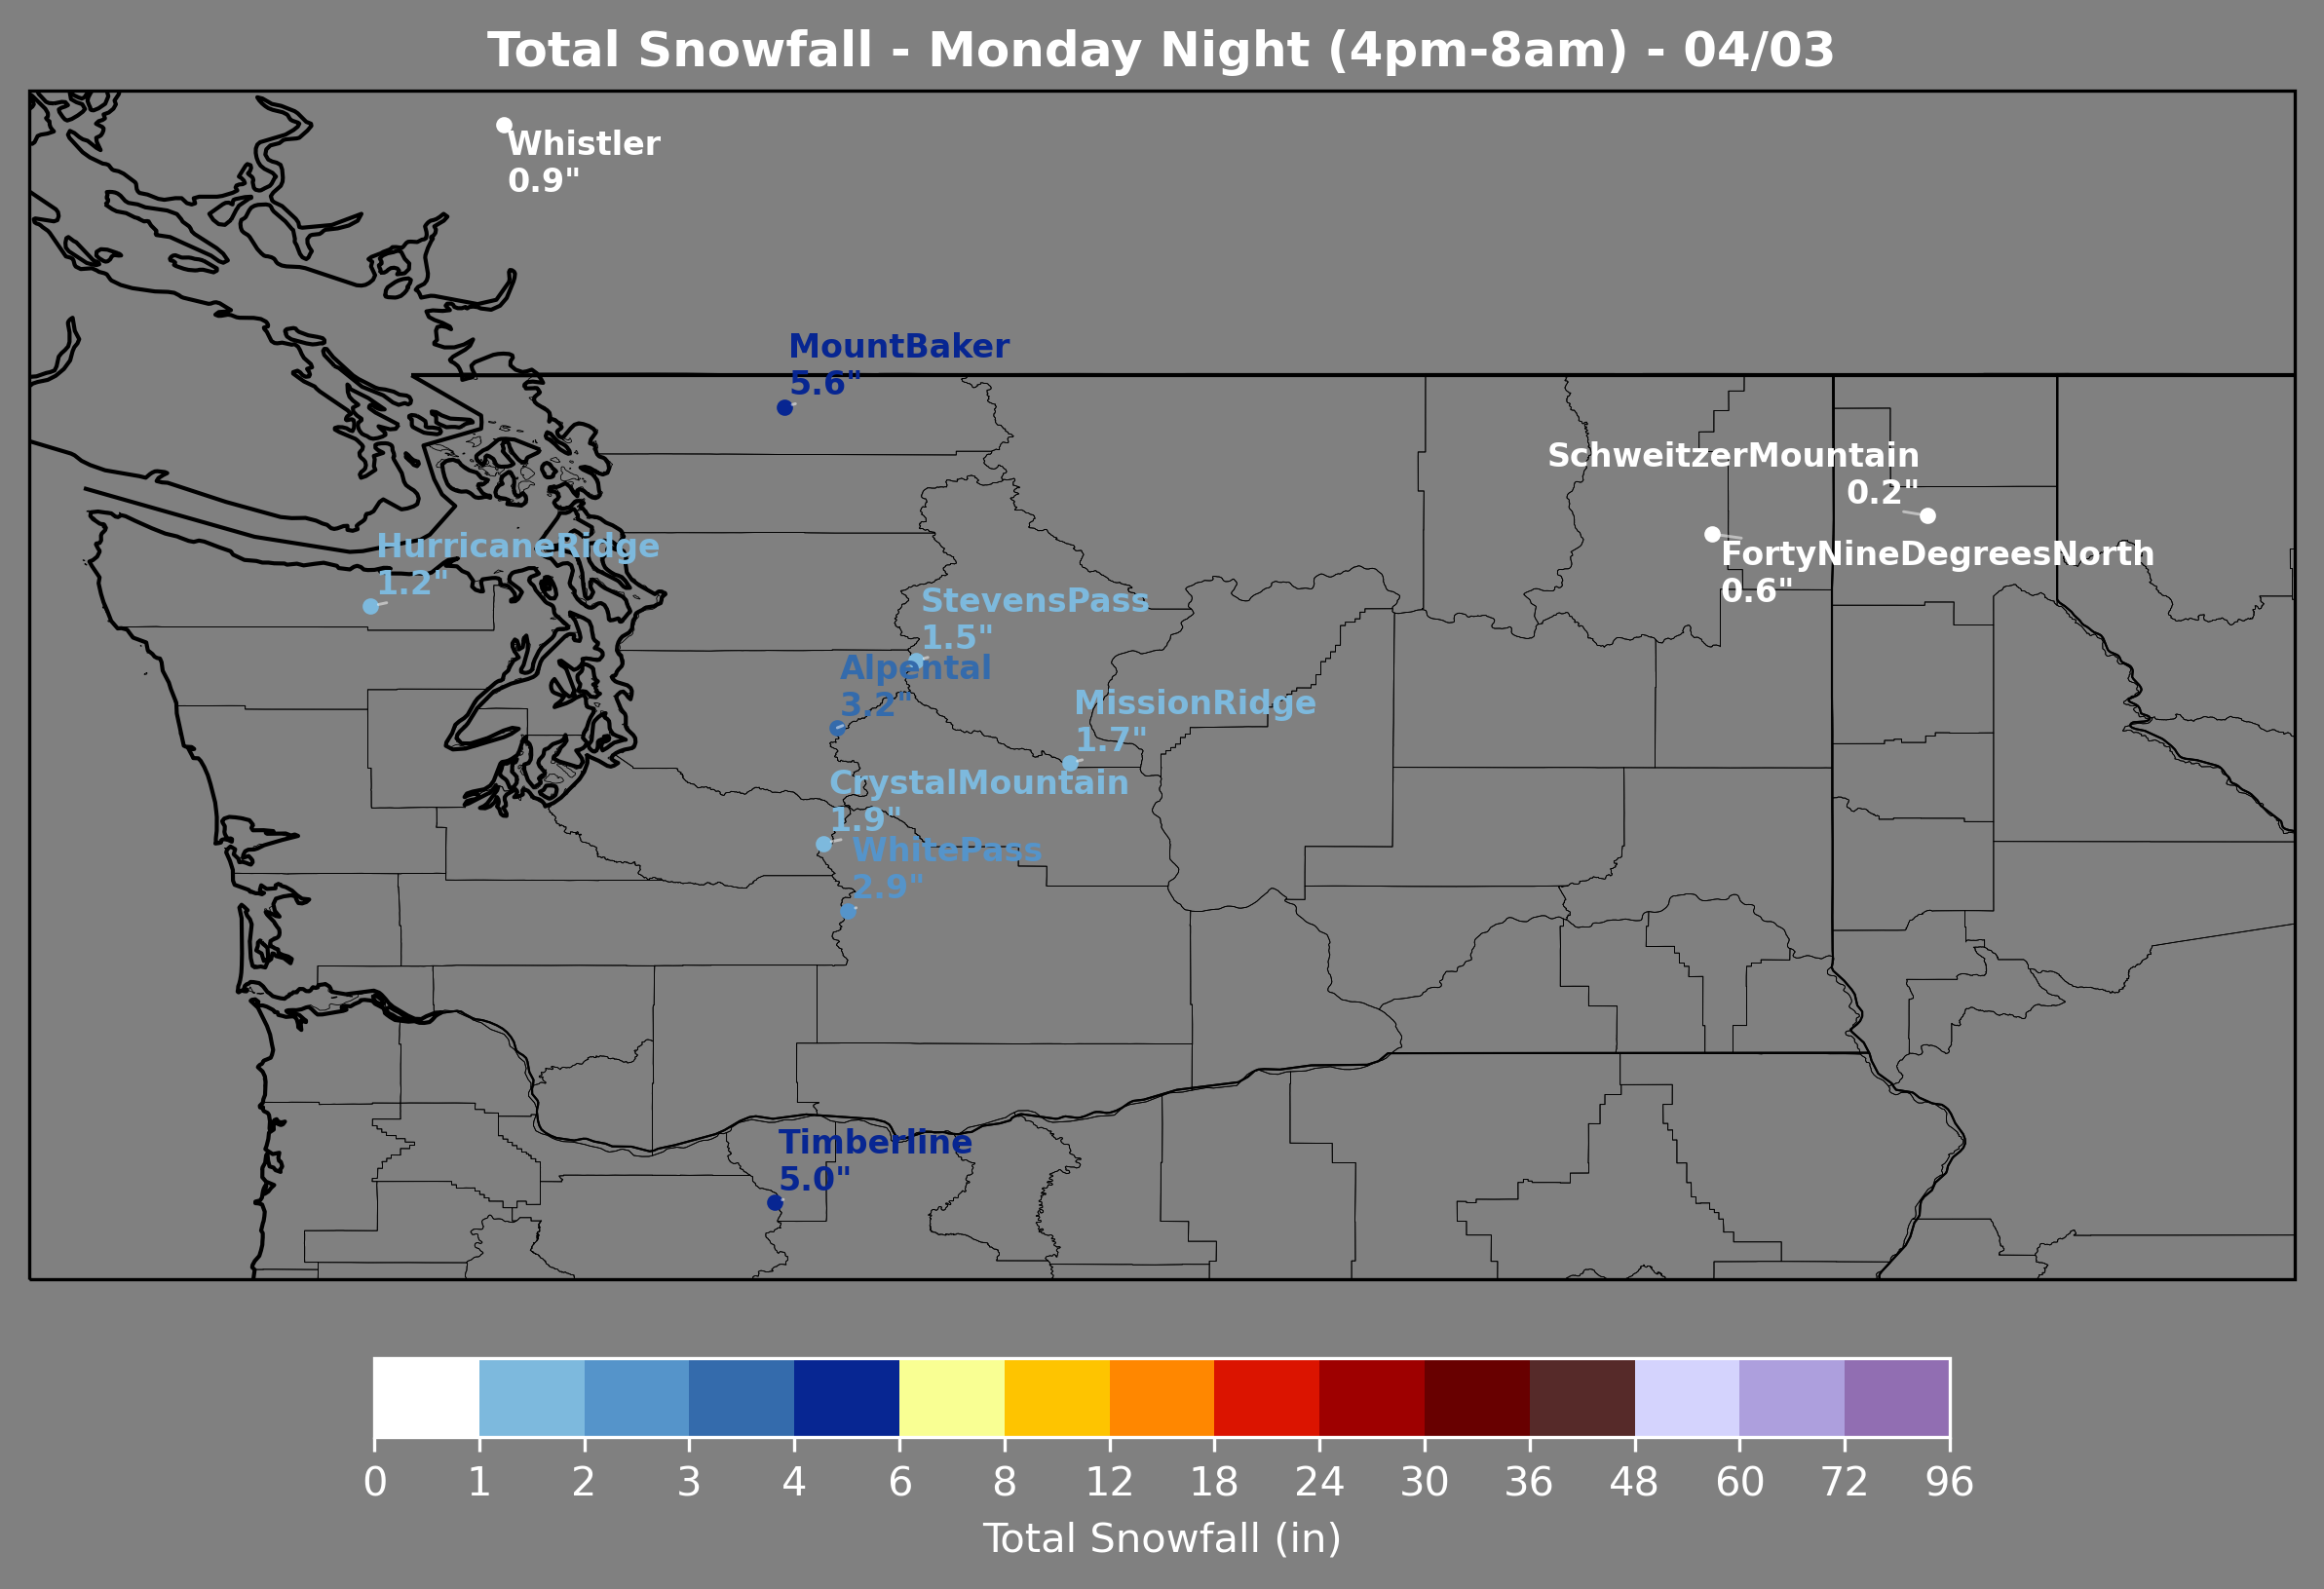 Total Snowfall - Monday Night (4pm-8am) - 04/03
Whistler
0.9"
MountBaker
5.6"
SchweitzerMountain
0.2"
HurricaneRidge
1.2"
FortyNineDegreesNorth
0.6"
StevensPass
1.5"
Alpental
3.2"
MissionRidge
1.7"
CrystalMountain
1.9"
WhitePass
2.9"
Timberline
5.0"
0 1 2 3 4 6 8 12 18 24 30 36 48 60 72 96
Total Snowfall (in)